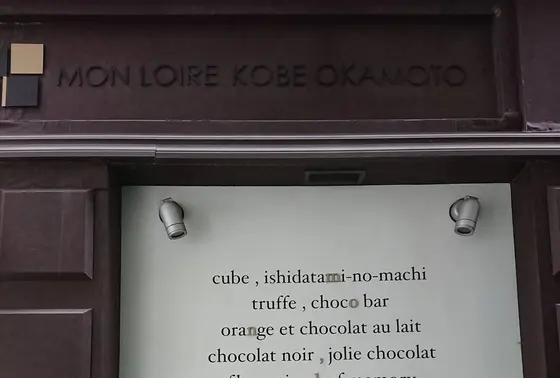 MON LOIRE KOBE OKAMOTO
cube , ishidatami-no-machi
truffe , choco bar
orange et chocolat au lait
chocolat noir , jolie chocolat